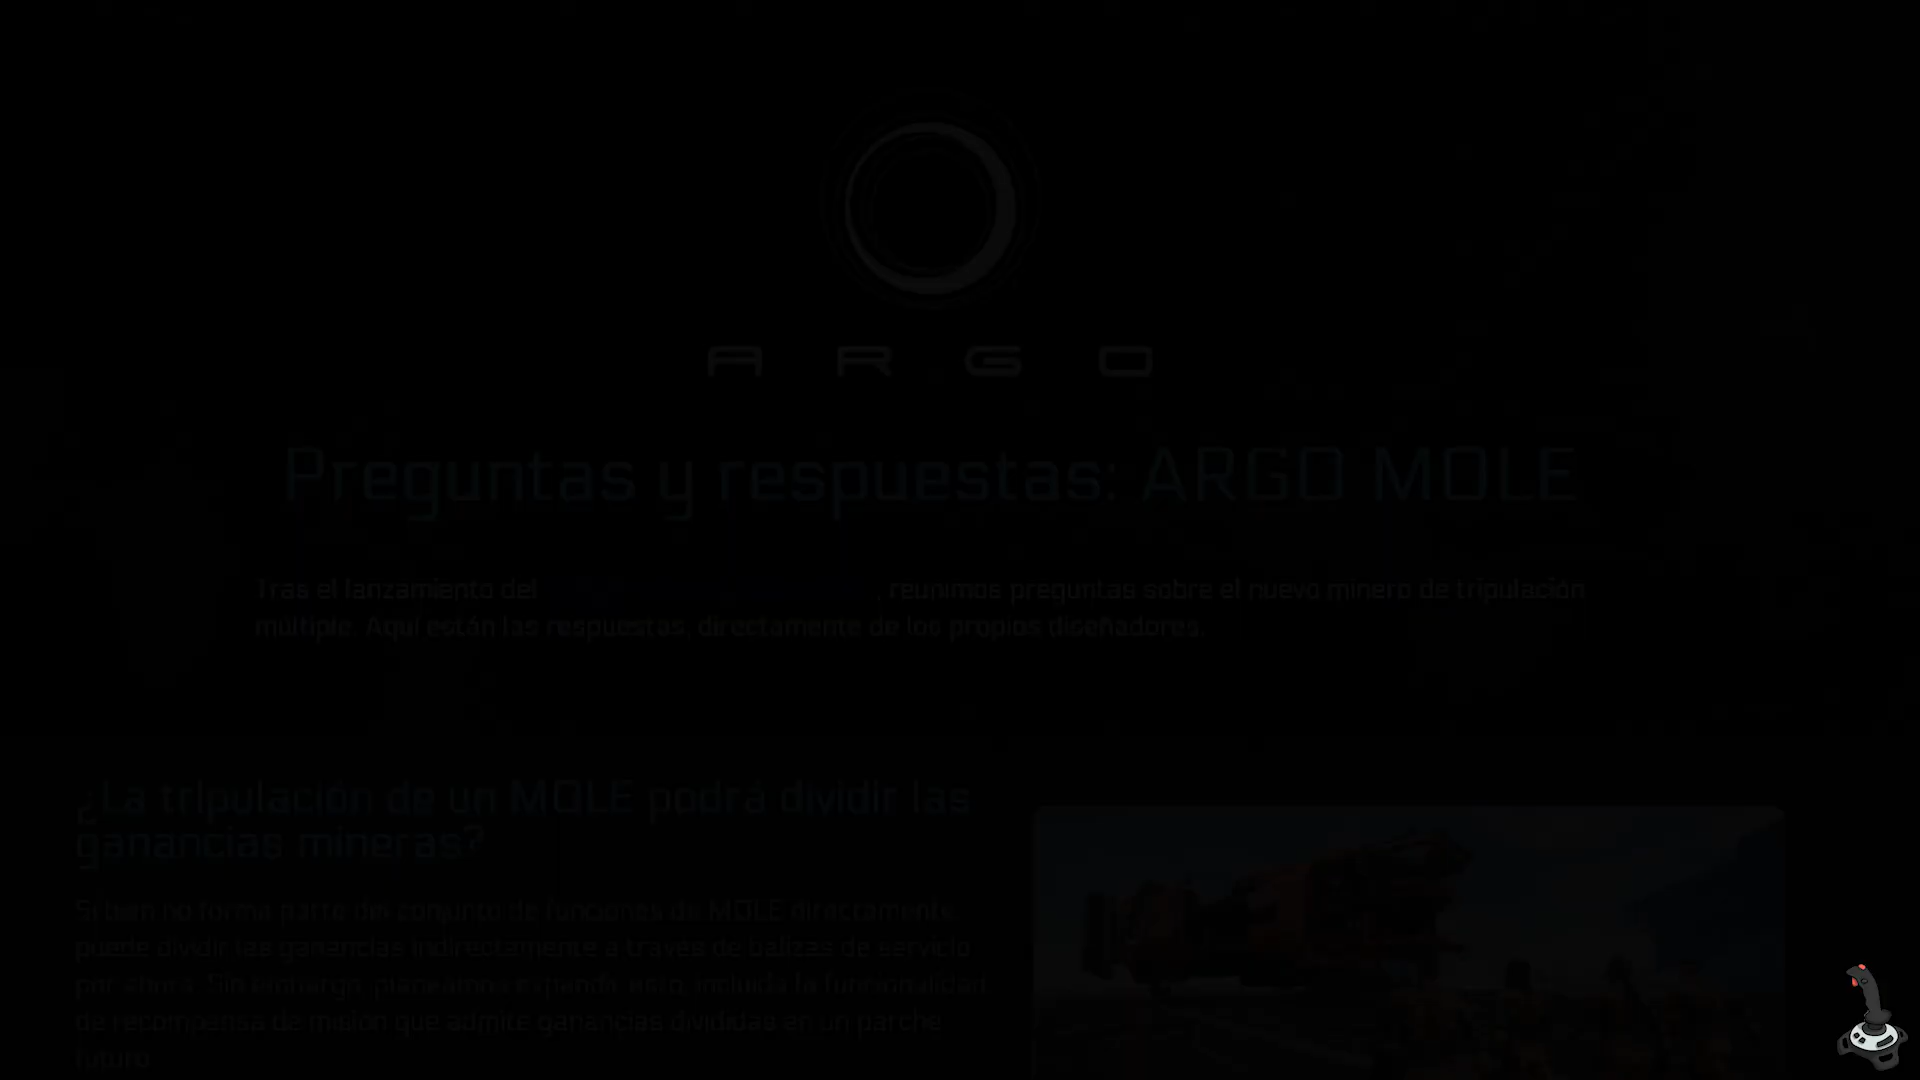 ARGO
Preguntas y respuestas: ARGO MOLE
Tras el lanzamiento del , reunimos preguntas sobre el nuevo minero de tripulación
múltiple. Aquí están las respuestas, directamente de los propios diseñadores.
¿La tripulación de un MOLE podrá dividir las
ganancias mineras?
Si bien no forma parte del conjunto de funciones de MOLE directamente,
puede dividir las ganancias indirectamente a través de balizas de servicio
por ahora. Sin embargo, planeamos expandir esto, incluida la funcionalidad
de recompensa de misión que admite ganancias divididas en un parche
futuro.